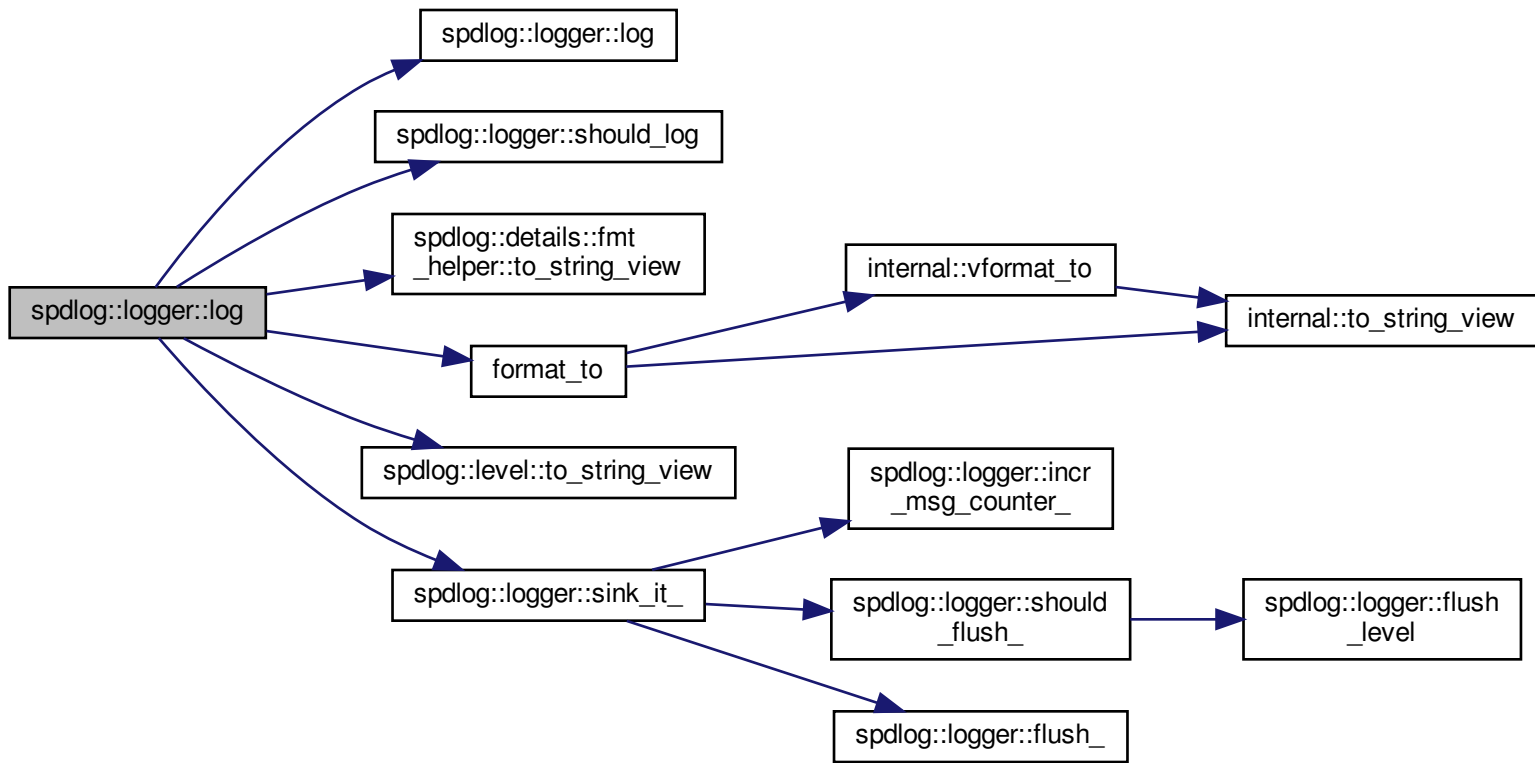 spdlog::logger::log
spdlog::logger::log
spdlog::logger::should_log
spdlog::details::fmt
_helper::to_string_view
format_to
spdlog::level::to_string_view
spdlog::logger::sink_it_
internal::vformat_to
internal::to_string_view
spdlog::logger::incr
_msg_counter_
spdlog::logger::should
_flush_
spdlog::logger::flush_
spdlog::logger::flush
_level